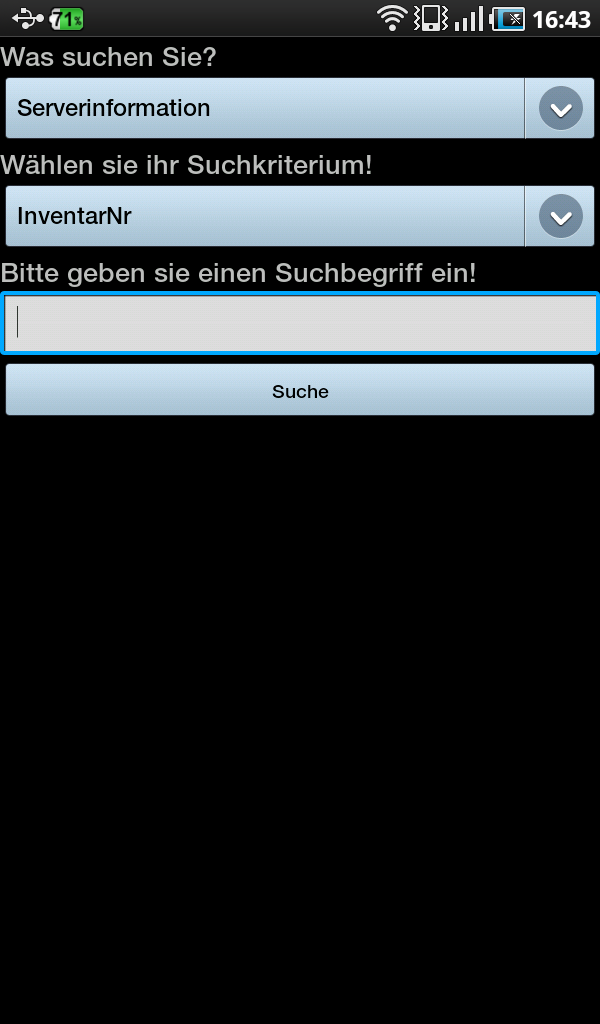 71% 16:43
Was suchen Sie?
Serverinformation
Wählen sie ihr Suchkriterium!
InventarNr
Bitte geben sie einen Suchbegriff ein!
Suche